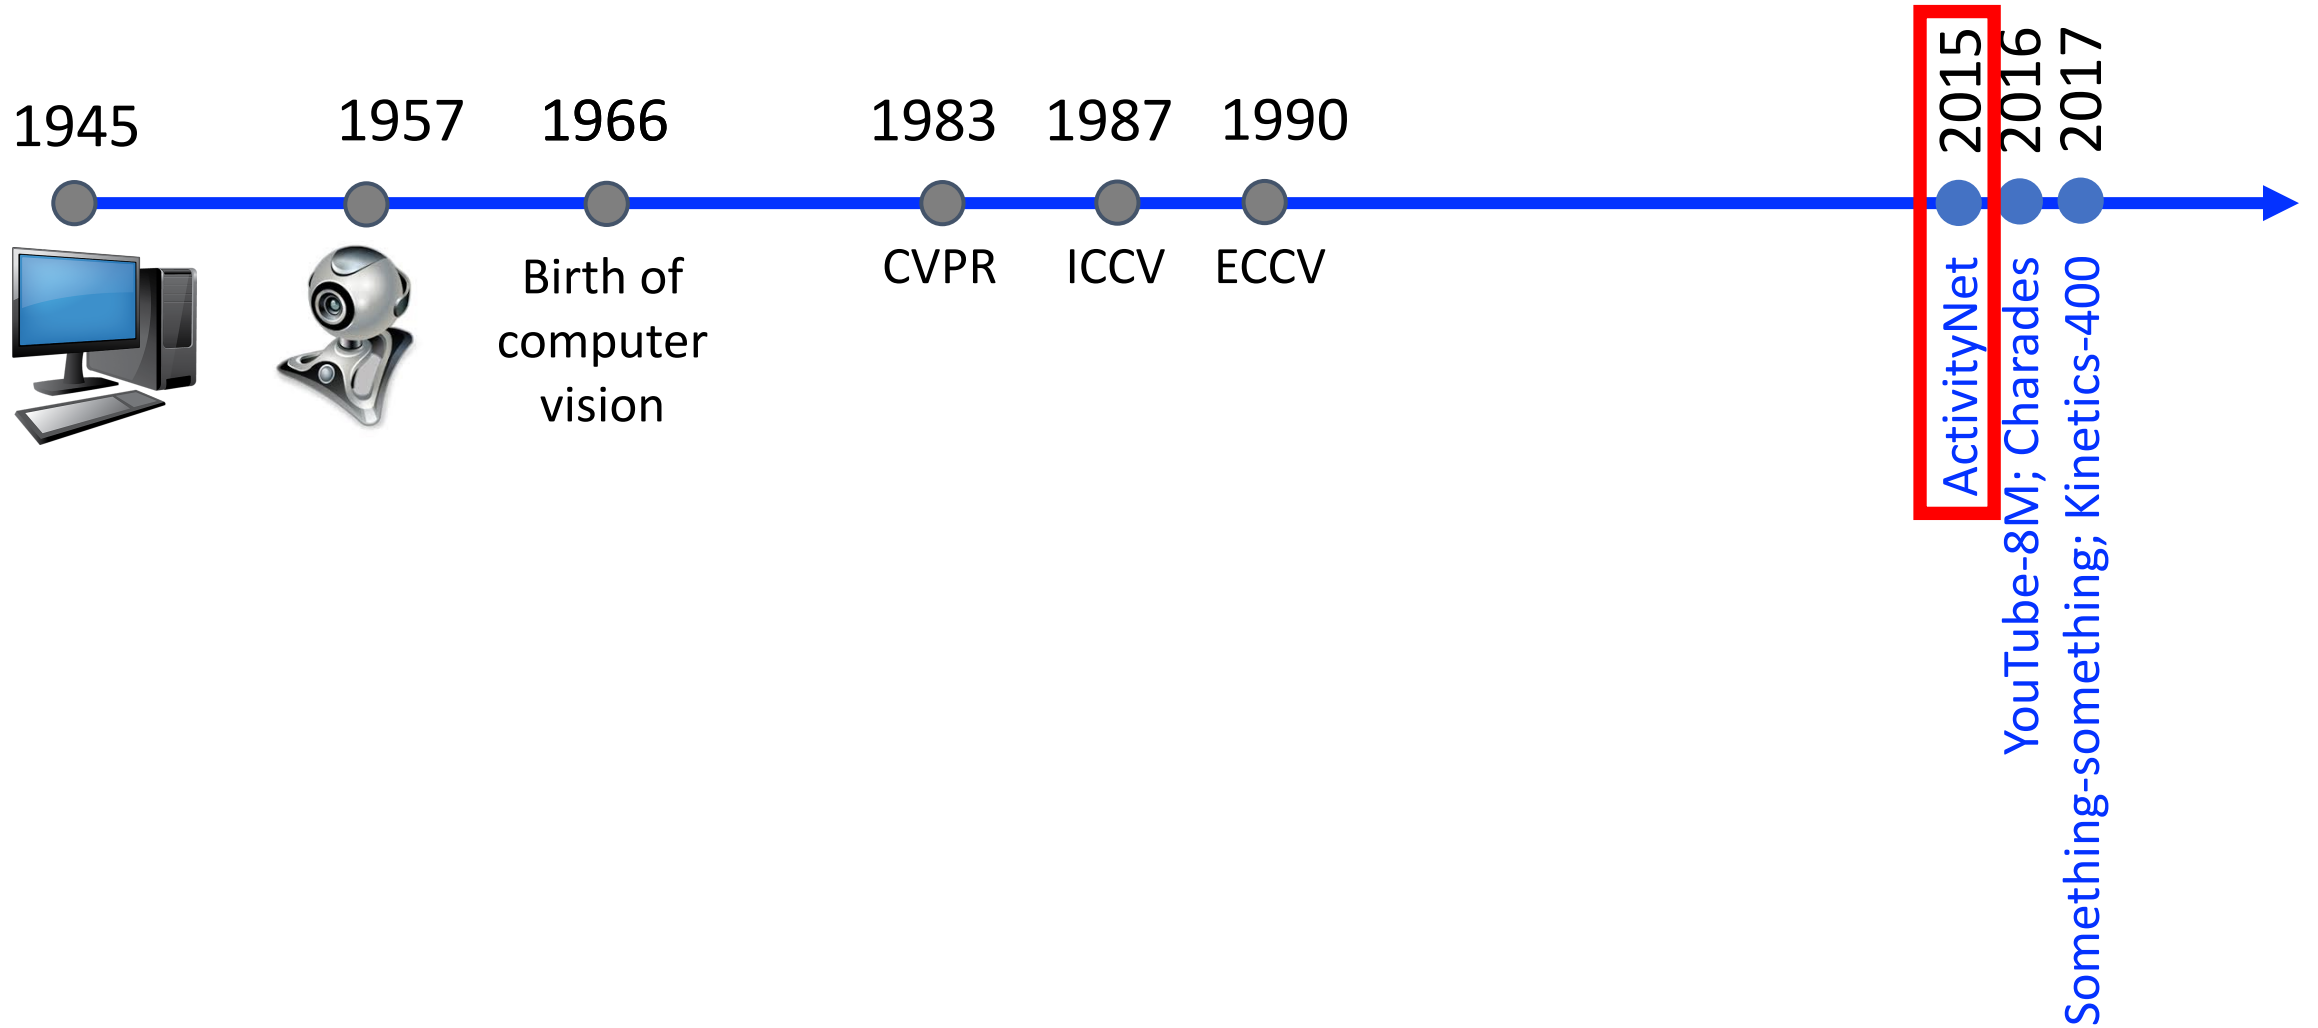 1945
1957
1966
1983
1987
1990
2015
2016
2017
Birth of
computer
vision
CVPR
ICCV
ECCV
ActivityNet
YouTube-8M; Charades
Something-something; Kinetics-400